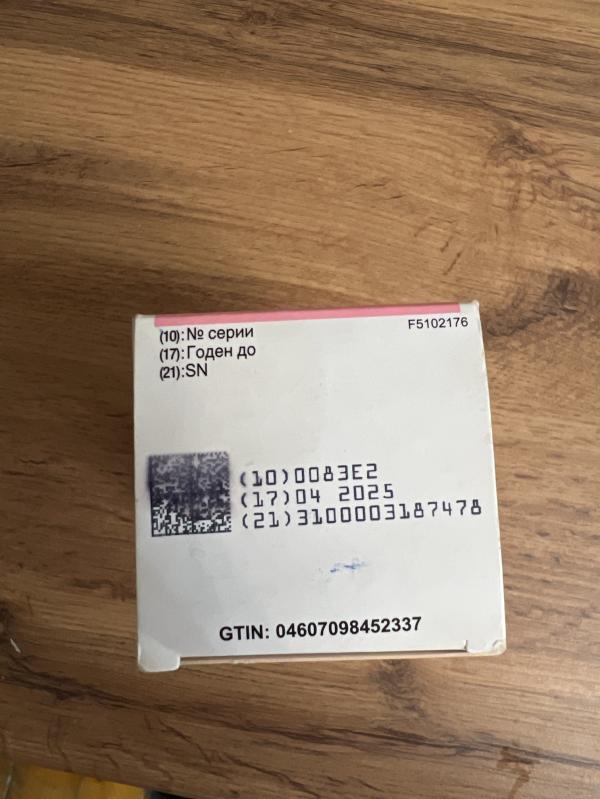 (10): № серии
F5102176
(17): Годен до
(21): SN
(10)0083E2
(17)04 2025
(21)3100003187478
GTIN: 04607098452337